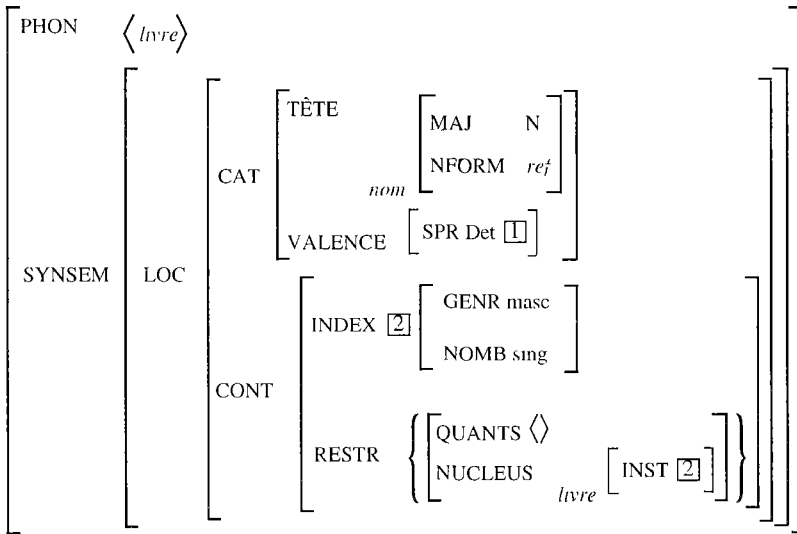 PHON ⟨livre⟩
TÊTE
MAJ N
NFORM ref
CAT
nom
VALENCE [SPR Det 1]
SYNSEM LOC
GENR masc
INDEX 2
NOMB sing
CONT
QUANTS ⟨⟩
RESTR
NUCLEUS
livre [INST 2]